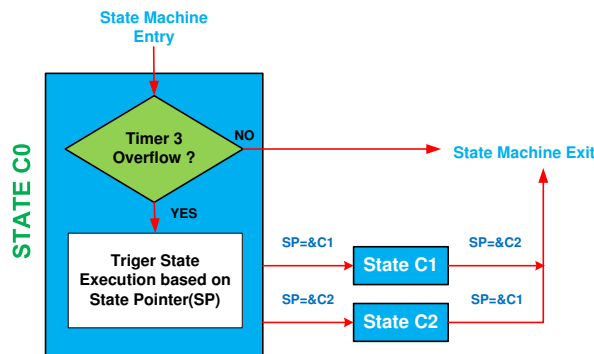 State Machine
Entry
STATE C0
Timer 3
Overflow ?
NO
State Machine Exit
YES
Triger State
Execution based on
State Pointer(SP)
SP=&C1
State C1
SP=&C2
SP=&C2
State C2
SP=&C1